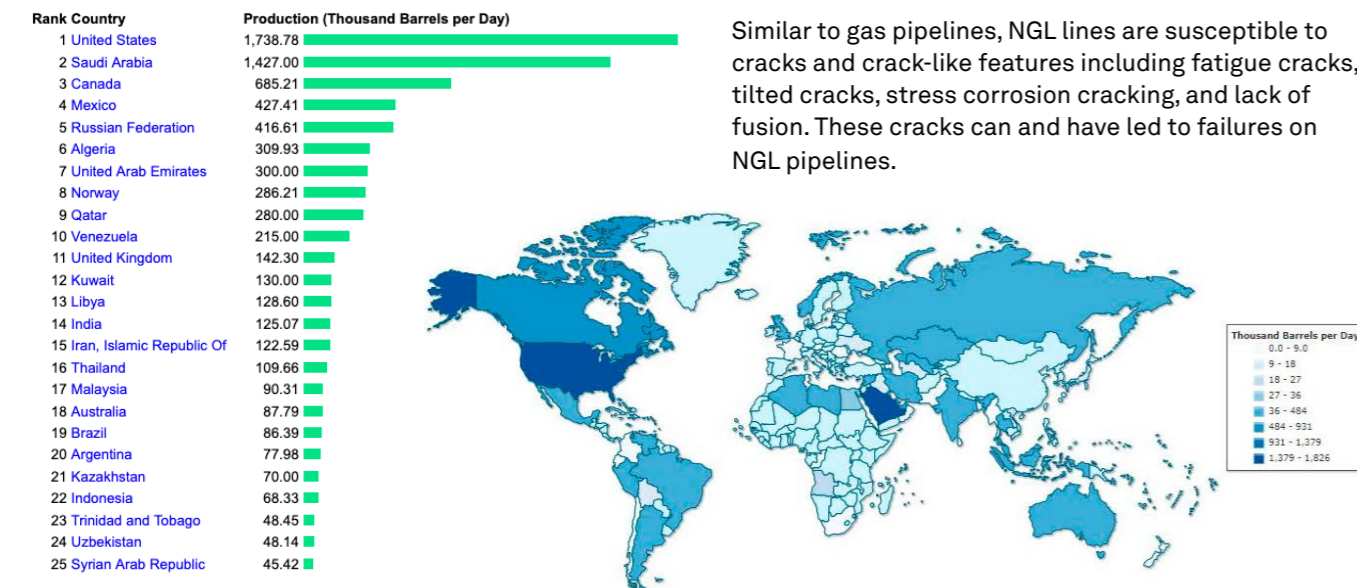 Rank Country Production (Thousand Barrels per Day)
1 United States 1,738.78
2 Saudi Arabia 1,427.00
3 Canada 685.21
4 Mexico 427.41
5 Russian Federation 416.61
6 Algeria 309.93
7 United Arab Emirates 300.00
8 Norway 286.21
9 Qatar 280.00
10 Venezuela 215.00
11 United Kingdom 142.30
12 Kuwait 130.00
13 Libya 128.60
14 India 125.07
15 Iran, Islamic Republic Of 122.59
16 Thailand 109.66
17 Malaysia 90.31
18 Australia 87.79
19 Brazil 86.39
20 Argentina 77.98
21 Kazakhstan 70.00
22 Indonesia 68.33
23 Trinidad and Tobago 48.45
24 Uzbekistan 48.14
25 Syrian Arab Republic 45.42
Similar to gas pipelines, NGL lines are susceptible to
cracks and crack-like features including fatigue cracks,
tilted cracks, stress corrosion cracking, and lack of
fusion. These cracks can and have led to failures on
NGL pipelines.
Thousand Barrels per Day
0.0 - 9.0
9 - 18
18 - 27
27 - 36
36 - 484
484 - 931
931 - 1,379
1,379 - 1,826